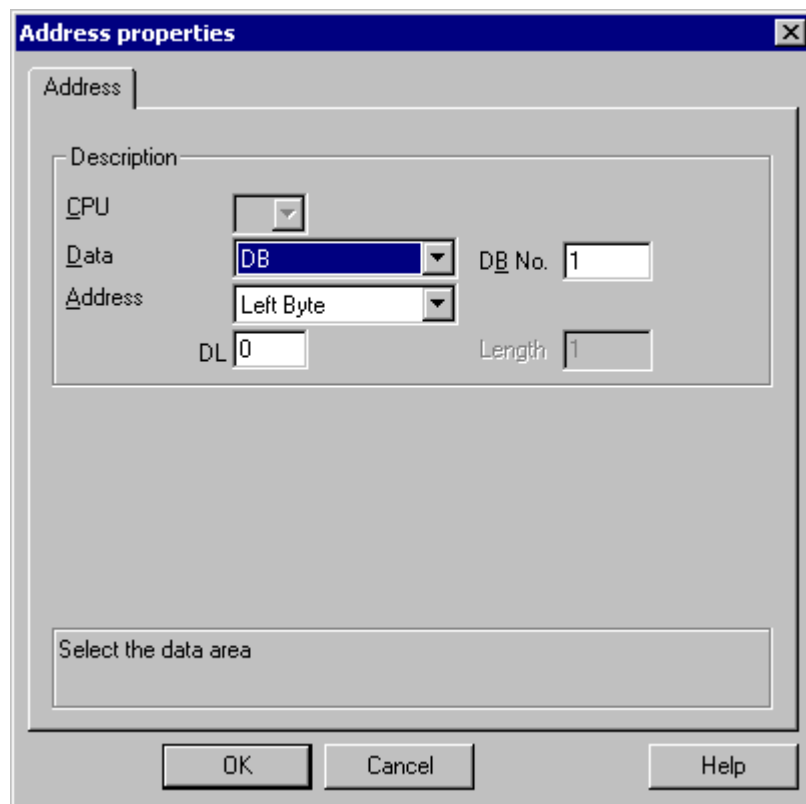 Address properties
Address
Description
CPU
Data DB DB No. 1
Address Left Byte
DL 0 Length 1
Select the data area
OK Cancel Help